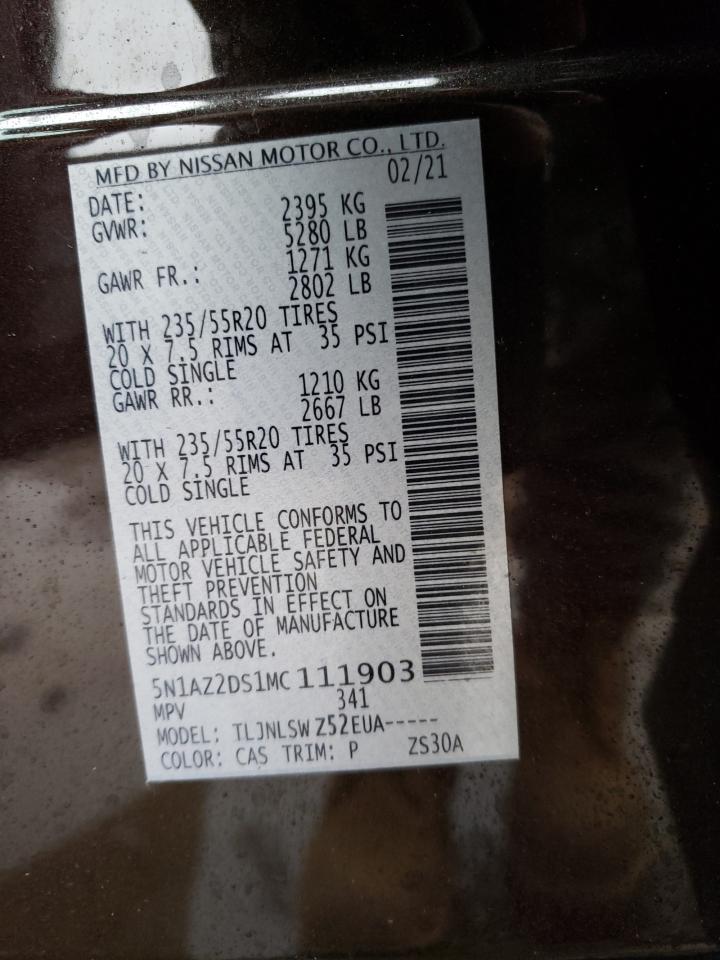 MFD BY NISSAN MOTOR CO., LTD.
DATE: 02/21
GVWR: 2395 KG
5280 LB
GAWR FR.: 1271 KG
2802 LB
WITH 235/55R20 TIRES
20 X 7.5 RIMS AT 35 PSI
COLD SINGLE
GAWR RR.: 1210 KG
2667 LB
WITH 235/55R20 TIRES
20 X 7.5 RIMS AT 35 PSI
COLD SINGLE
THIS VEHICLE CONFORMS TO
ALL APPLICABLE FEDERAL
MOTOR VEHICLE SAFETY AND
THEFT PREVENTION
STANDARDS IN EFFECT ON
THE DATE OF MANUFACTURE
SHOWN ABOVE.
5N1AZ2DS1MC 111903
MPV 341
MODEL: TLJNLSW Z52EUA-----
COLOR: CAS TRIM: P ZS30A